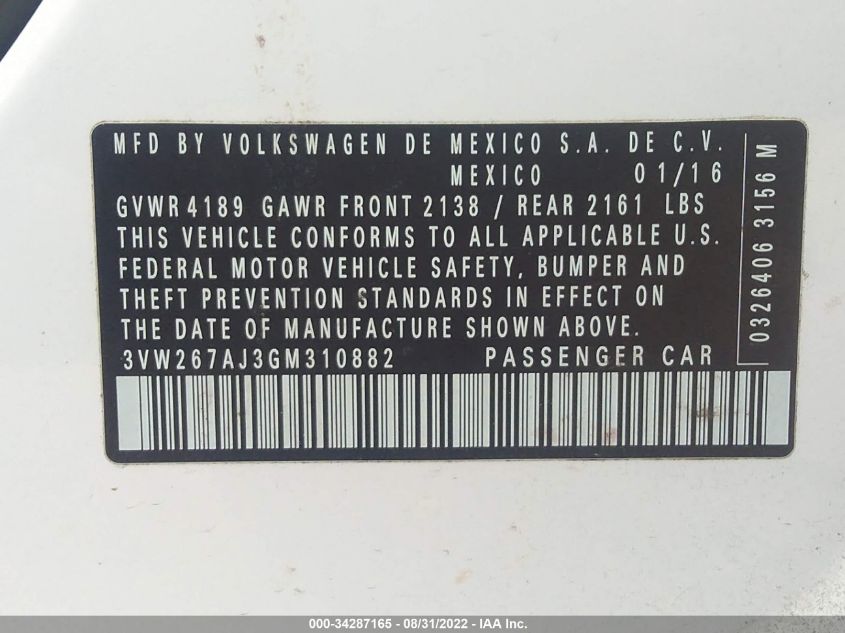 MFD BY VOLKSWAGEN DE MEXICO S.A. DE C.V.
MEXICO 01/16
GVWR 4189 GAWR FRONT 2138 / REAR 2161 LBS
THIS VEHICLE CONFORMS TO ALL APPLICABLE U.S.
FEDERAL MOTOR VEHICLE SAFETY, BUMPER AND
THEFT PREVENTION STANDARDS IN EFFECT ON
THE DATE OF MANUFACTURE SHOWN ABOVE.
3VW267AJ3GM310882 PASSENGER CAR
0326406 3156 M
000-34287165 - 08/31/2022 - IAA Inc.